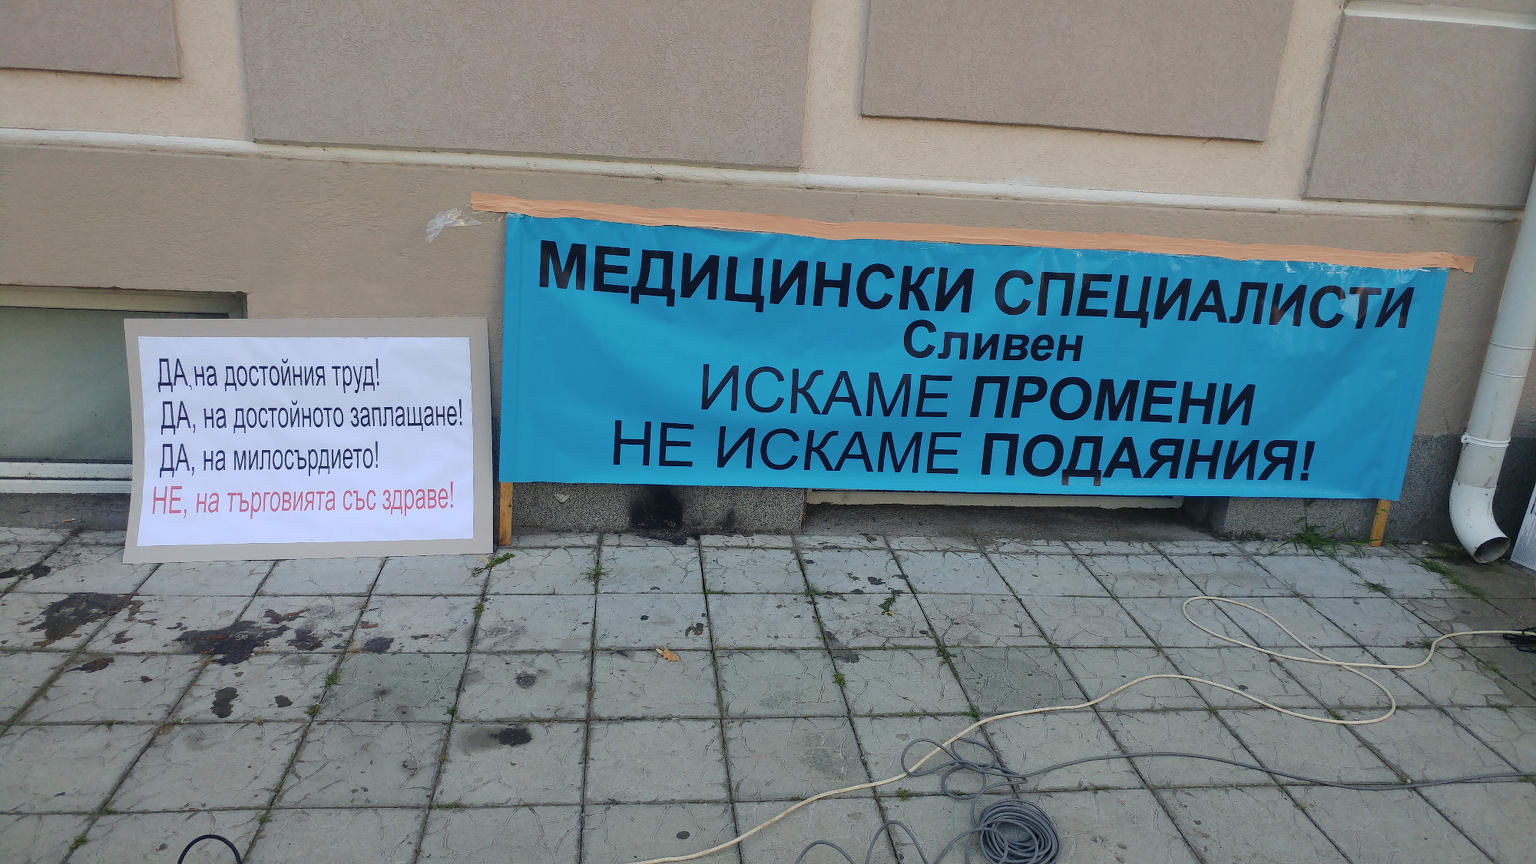 ДА, на достойния труд!
ДА, на достойното заплащане!
ДА, на милосърдието!
НЕ, на търговията със здраве!
МЕДИЦИНСКИ СПЕЦИАЛИСТИ
Сливен
ИСКАМЕ ПРОМЕНИ
НЕ ИСКАМЕ ПОДАЯНИЯ!